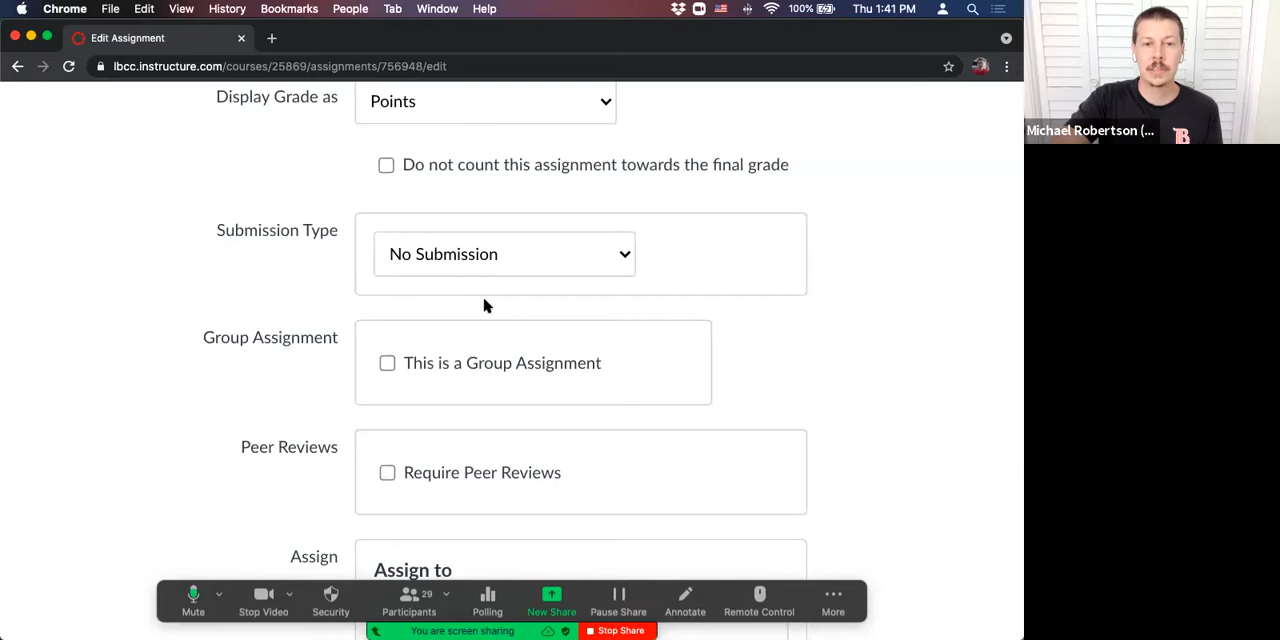 Chrome File Edit View History Bookmarks People Tab Window Help 100% Thu 1:41 PM
Edit Assignment
lbcc.instructure.com/courses/25869/assignments/756948/edit
Display Grade as
Points
Do not count this assignment towards the final grade
Submission Type
No Submission
Group Assignment
This is a Group Assignment
Peer Reviews
Require Peer Reviews
Assign
Assign to
Mute Stop Video Security Participants 29 Polling New Share Pause Share Annotate Remote Control More
You are screen sharing Stop Share
Michael Robertson (...
B